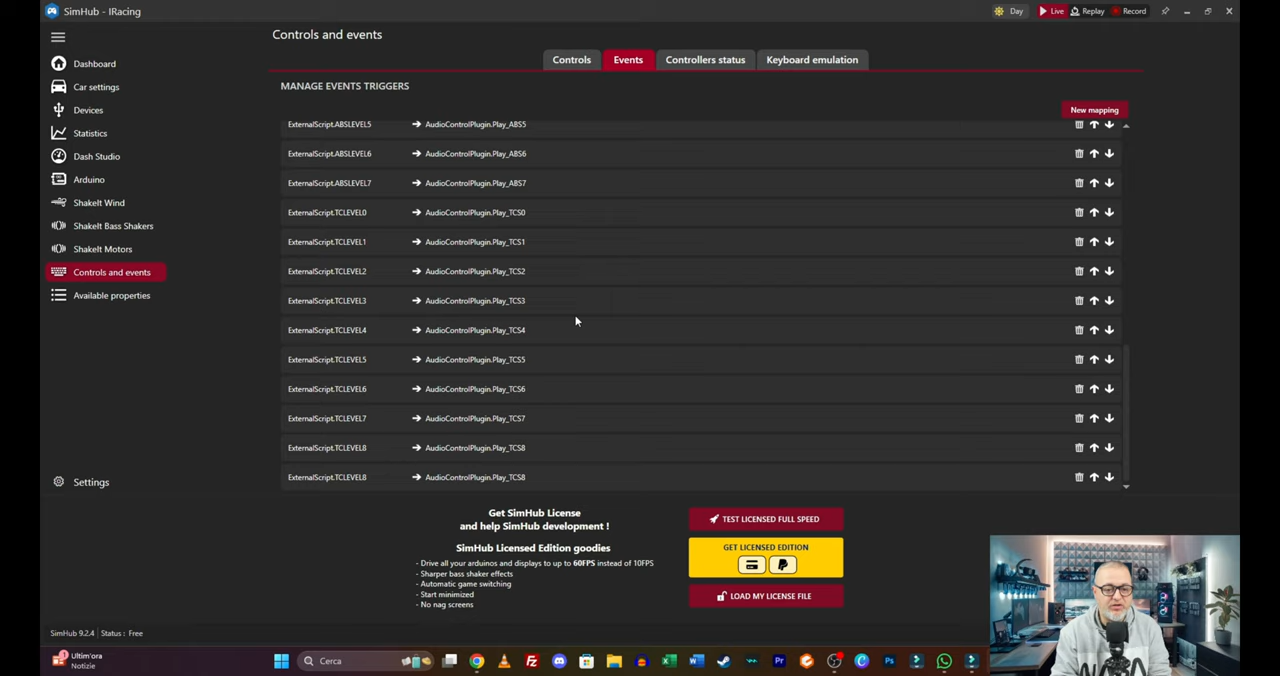 SimHub - IRacing
Day
Live
Replay
Record
Controls and events
Dashboard
Car settings
Devices
Statistics
Dash Studio
Arduino
ShakeIt Wind
ShakeIt Bass Shakers
ShakeIt Motors
Controls and events
Available properties
Settings
Controls
Events
Controllers status
Keyboard emulation
MANAGE EVENTS TRIGGERS
New mapping
ExternalScript.ABSLEVEL5 → AudioControlPlugin.Play_ABS5
ExternalScript.ABSLEVEL6 → AudioControlPlugin.Play_ABS6
ExternalScript.ABSLEVEL7 → AudioControlPlugin.Play_ABS7
ExternalScript.TCLEVEL0 → AudioControlPlugin.Play_TCS0
ExternalScript.TCLEVEL1 → AudioControlPlugin.Play_TCS1
ExternalScript.TCLEVEL2 → AudioControlPlugin.Play_TCS2
ExternalScript.TCLEVEL3 → AudioControlPlugin.Play_TCS3
ExternalScript.TCLEVEL4 → AudioControlPlugin.Play_TCS4
ExternalScript.TCLEVEL5 → AudioControlPlugin.Play_TCS5
ExternalScript.TCLEVEL6 → AudioControlPlugin.Play_TCS6
ExternalScript.TCLEVEL7 → AudioControlPlugin.Play_TCS7
ExternalScript.TCLEVEL8 → AudioControlPlugin.Play_TCS8
ExternalScript.TCLEVEL8 → AudioControlPlugin.Play_TCS8
Get SimHub License
and help SimHub development !
SimHub Licensed Edition goodies
- Drive all your arduinos and displays to up to 60FPS instead of 10FPS
- Sharper bass shaker effects
- Automatic game switching
- Start minimized
- No nag screens
TEST LICENSED FULL SPEED
GET LICENSED EDITION
LOAD MY LICENSE FILE
SimHub 9.2.4 | Status : Free
1
Ultim'ora
Notizie
Cerca
Pr
Ps